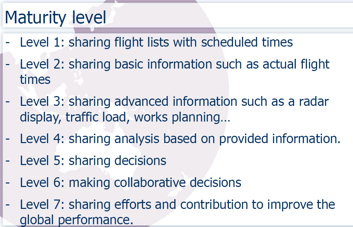 Maturity level
- Level 1: sharing flight lists with scheduled times
- Level 2: sharing basic information such as actual flight
times
- Level 3: sharing advanced information such as a radar
display, traffic load, works planning…
- Level 4: sharing analysis based on provided information.
- Level 5: sharing decisions
- Level 6: making collaborative decisions
- Level 7: sharing efforts and contribution to improve the
global performance.